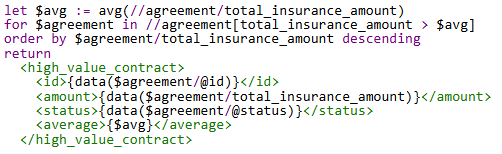 let $avg := avg(//agreement/total_insurance_amount)
for $agreement in //agreement[total_insurance_amount > $avg]
order by $agreement/total_insurance_amount descending
return
  <high_value_contract>
    <id>{data($agreement/@id)}</id>
    <amount>{data($agreement/total_insurance_amount)}</amount>
    <status>{data($agreement/@status)}</status>
    <average>{$avg}</average>
  </high_value_contract>